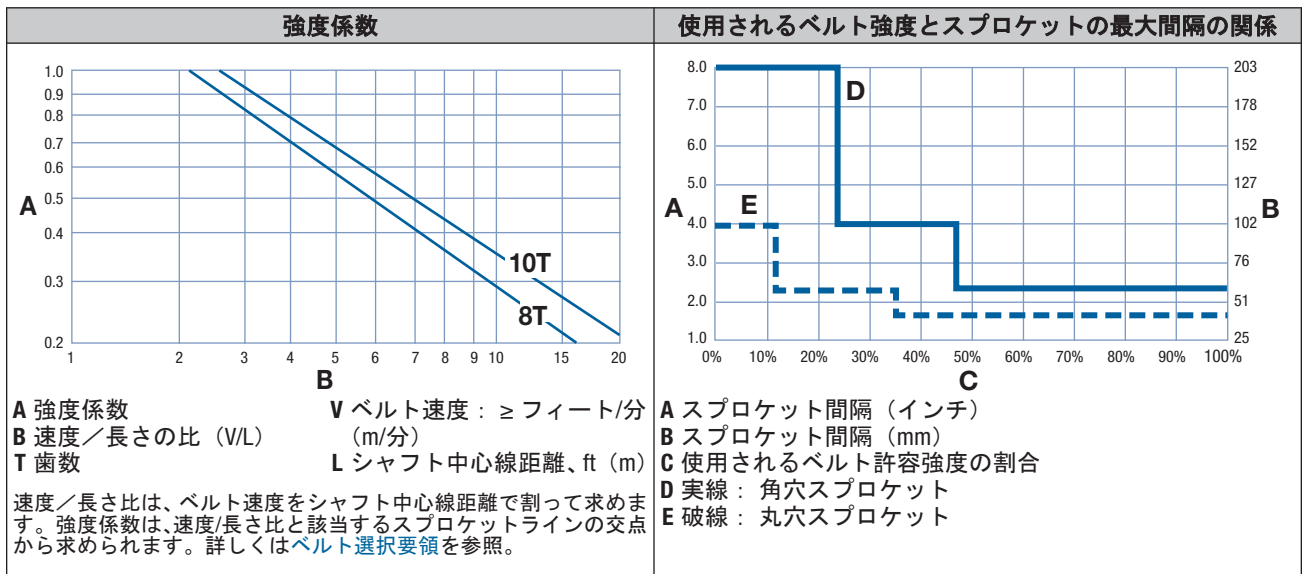 強度係数
1.0
0.9
0.8
0.7
0.6
0.5
0.4
0.3
0.2
A
10T
8T
1 2 3 4 5 6 7 8 9 10 15 20
B
A 強度係数
B 速度／長さの比（V/L）
T 歯数
V ベルト速度： ≥ フィート/分
（m/分）
L シャフト中心線距離、ft（m）
速度／長さ比は、ベルト速度をシャフト中心線距離で割って求めま
す。強度係数は、速度/長さ比と該当するスプロケットラインの交点
から求められます。詳しくはベルト選択要領を参照。
使用されるベルト強度とスプロケットの最大間隔の関係
8.0
7.0
6.0
5.0
4.0
3.0
2.0
1.0
A
D
E
203
178
152
127
102
76
51
25
B
0% 10% 20% 30% 40% 50% 60% 70% 80% 90% 100%
C
A スプロケット間隔（インチ）
B スプロケット間隔（mm）
C 使用されるベルト許容強度の割合
D 実線： 角穴スプロケット
E 破線： 丸穴スプロケット